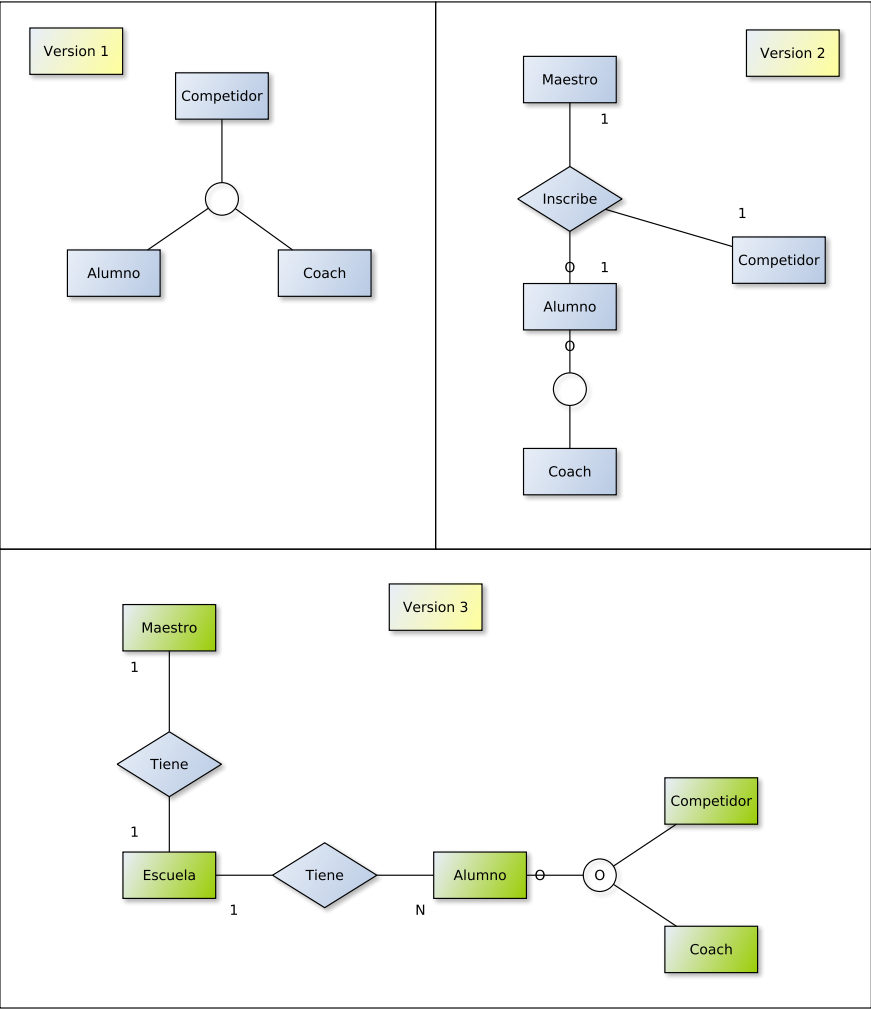 Version 1
Competidor
Alumno
Coach
Version 2
Maestro
1
Inscribe
1
Competidor
O 1
Alumno
O
Coach
Version 3
Maestro
1
Tiene
1
Escuela
1
Tiene
N
Alumno
O
O
Competidor
Coach